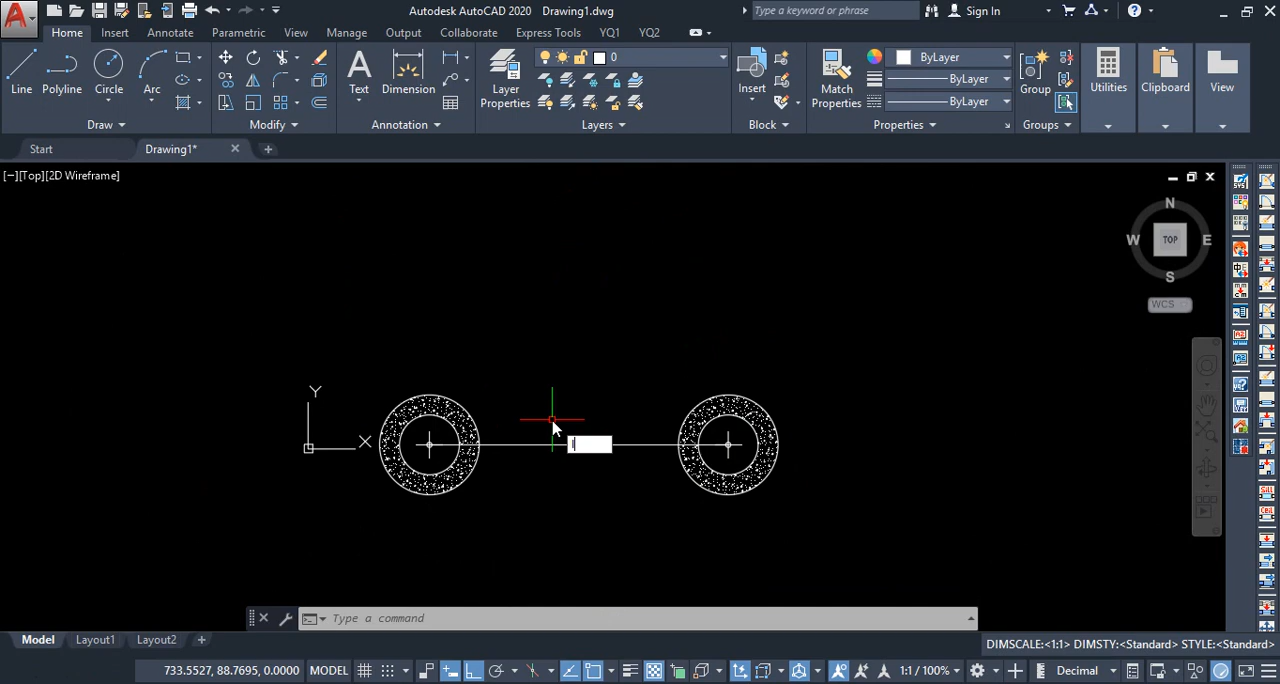 Autodesk AutoCAD 2020 Drawing1.dwg
Type a keyword or phrase
Sign In
Home Insert Annotate Parametric View Manage Output Collaborate Express Tools YQ1 YQ2
0
ByLayer
ByLayer
ByLayer
Line Polyline Circle Arc
Text Dimension
Layer
Properties
Insert
Match
Properties
Group
Utilities Clipboard View
Draw Modify Annotation Layers Block Properties Groups
Start Drawing1*
[−][Top][2D Wireframe]
N
W TOP E
S
WCS
Y
X
Type a command
Model Layout1 Layout2
DIMSCALE:<1:1> DIMSTY:<Standard> STYLE:<Standard>
733.5527, 88.7695, 0.0000 MODEL
1:1 / 100%
Decimal